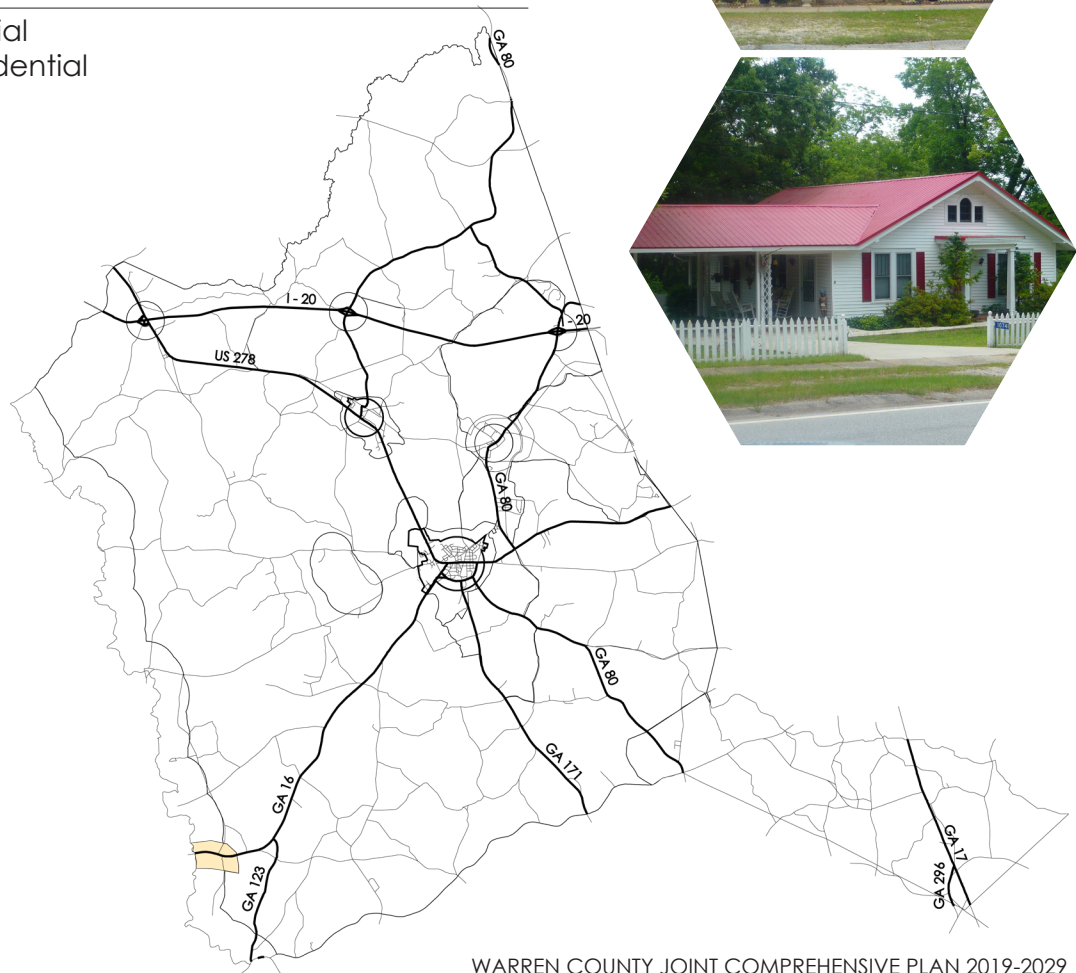 ial
dential
GA 80
I - 20
I - 20
US 278
GA 80
GA 80
GA 16
GA 171
GA 123
GA 17
GA 296
WARREN COUNTY JOINT COMPREHENSIVE PLAN 2019-2029